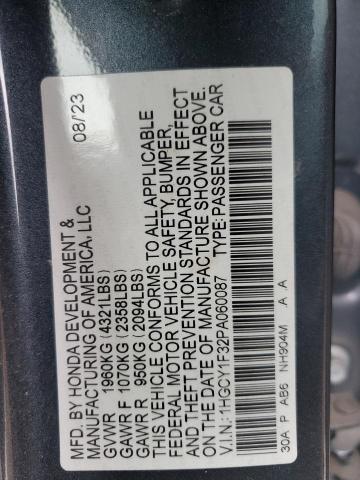 MFD. BY HONDA DEVELOPMENT & 08/'23
MANUFACTURING OF AMERICA, LLC
GVWR 1960KG (4321LBS)
GAWR F 1070KG (2358LBS)
GAWR R 950KG (2094LBS)
THIS VEHICLE CONFORMS TO ALL APPLICABLE
FEDERAL MOTOR VEHICLE SAFETY, BUMPER,
AND THEFT PREVENTION STANDARDS IN EFFECT
ON THE DATE OF MANUFACTURE SHOWN ABOVE.
V.I.N.: 1HGCY1F32PA060087 TYPE: PASSENGER CAR
30A P AB6 NH904M A A